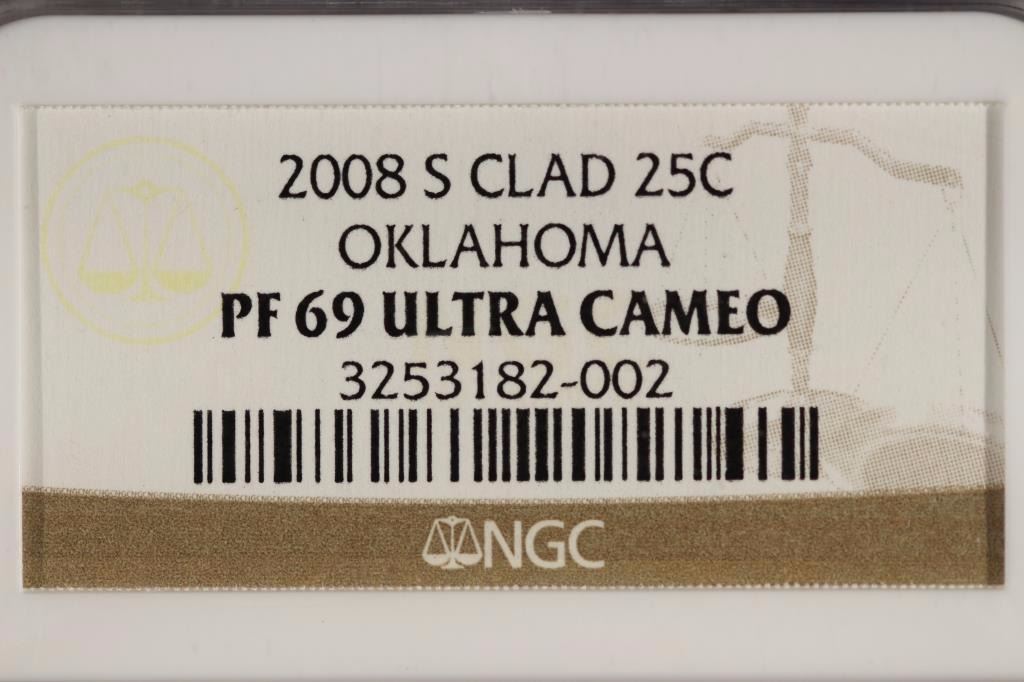 2008 S CLAD 25C
OKLAHOMA
PF 69 ULTRA CAMEO
3253182-002
NGC